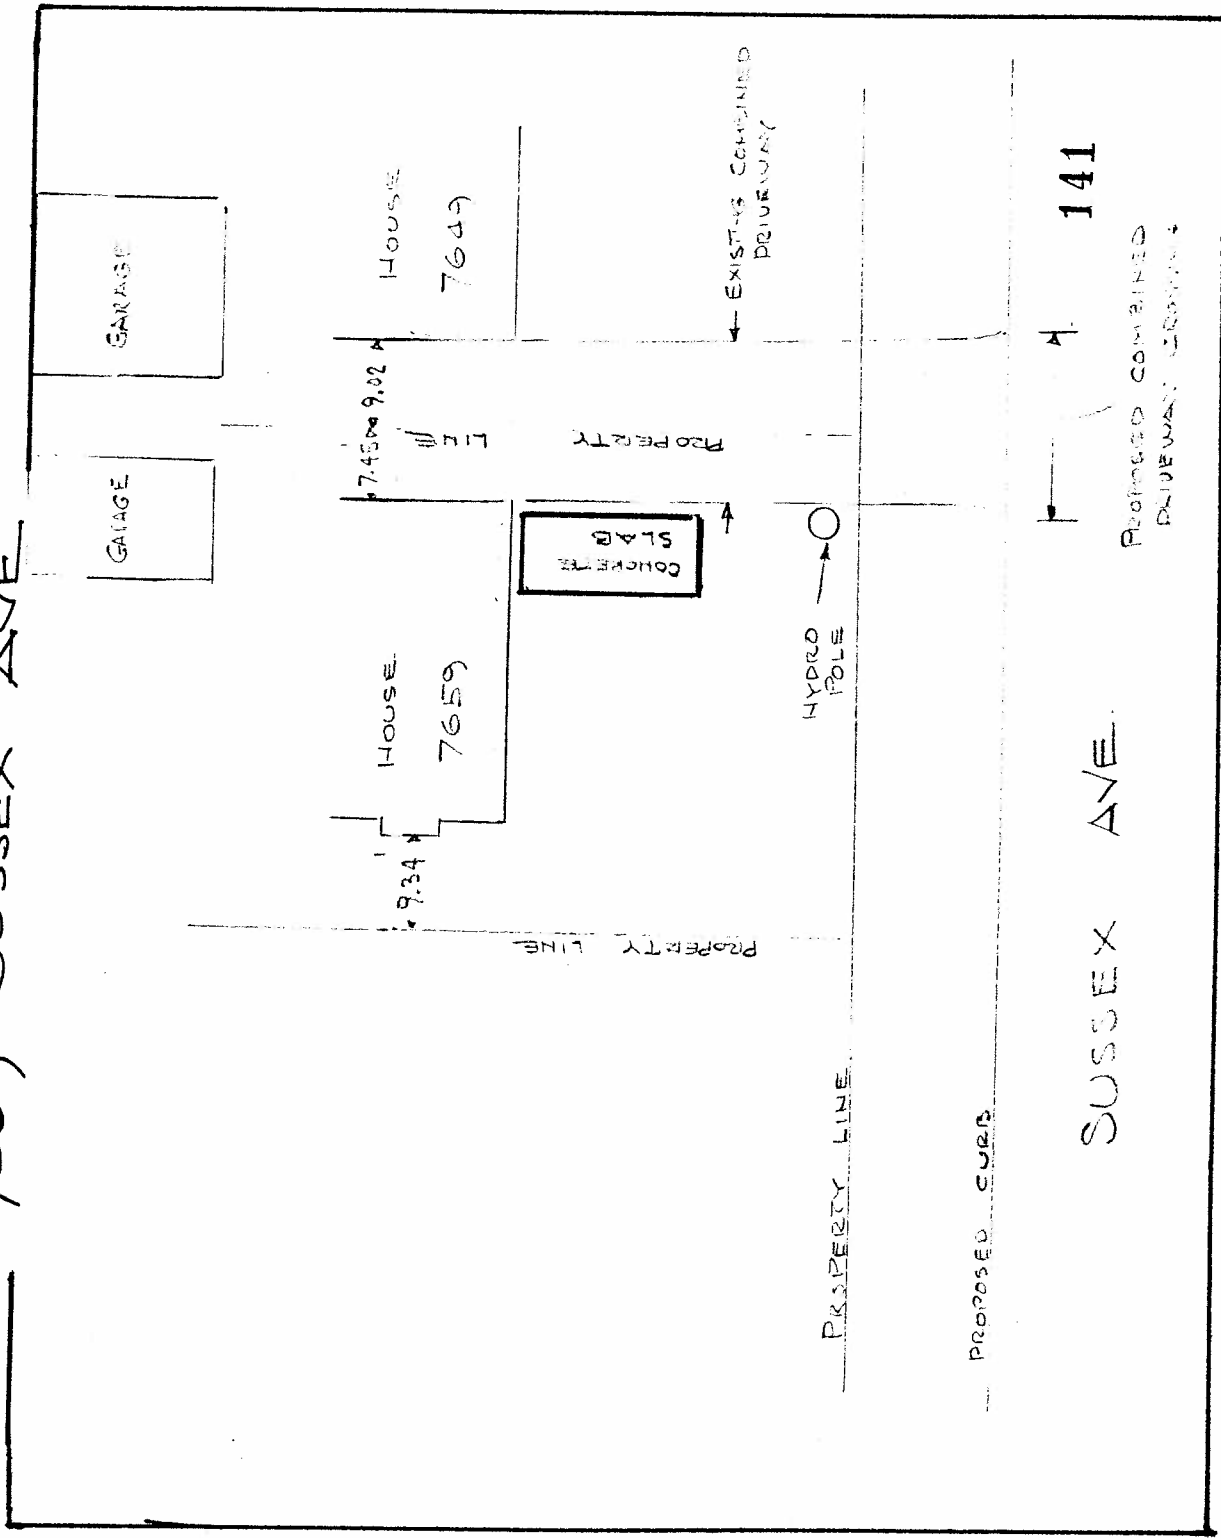 SUSSEX AVE
GARAGE
GARAGE
HOUSE
7649
7.45
9.02
PROPERTY LINE
HOUSE
7659
9.34
PROPERTY LINE
CONCRETE
SLAB
EXIST'G COMBINED
DRIVEWAY
HYDRO
POLE
PROPERTY LINE
PROPOSED CURB
SUSSEX AVE.
141
PROPOSED COMBINED
DRIVEWAY